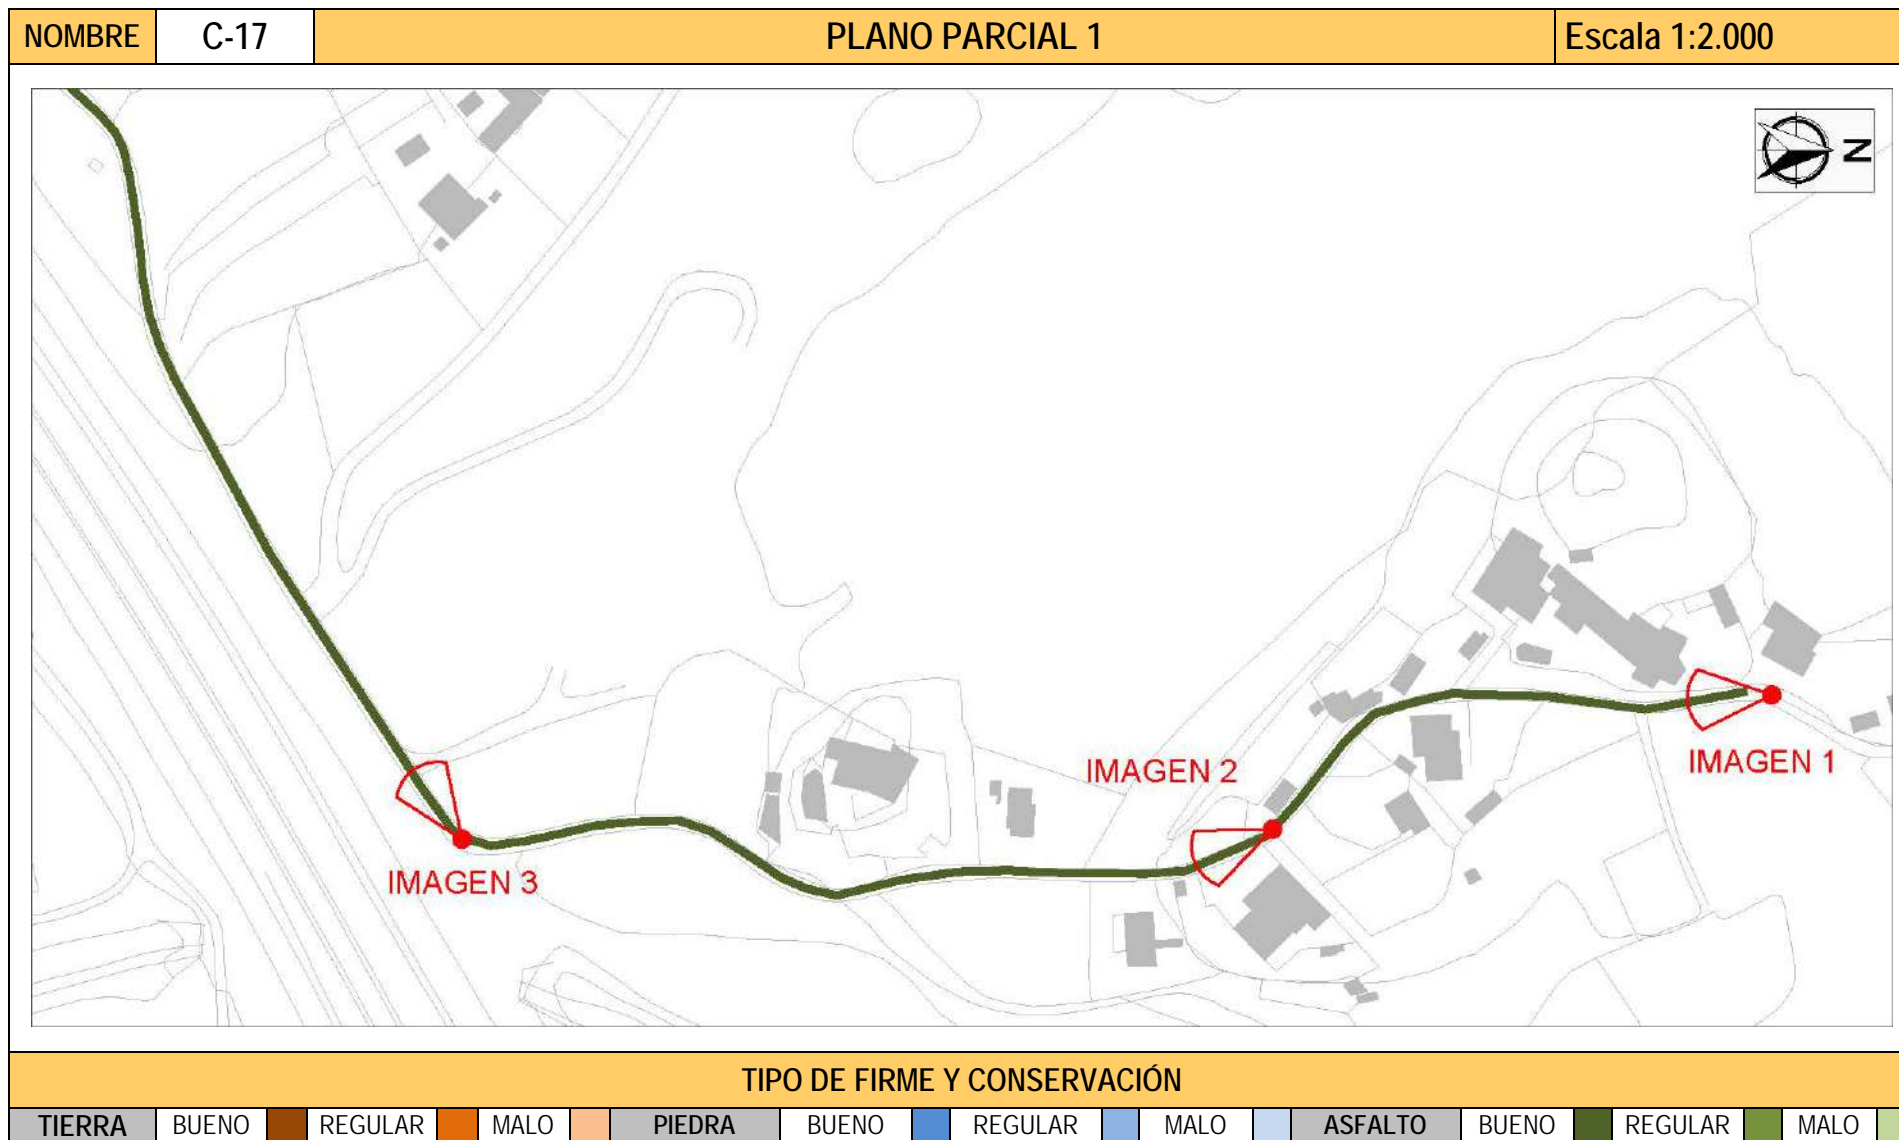 NOMBRE C-17 PLANO PARCIAL 1 Escala 1:2.000
N
IMAGEN 2
IMAGEN 1
IMAGEN 3
TIPO DE FIRME Y CONSERVACIÓN
TIERRA BUENO REGULAR MALO PIEDRA BUENO REGULAR MALO ASFALTO BUENO REGULAR MALO